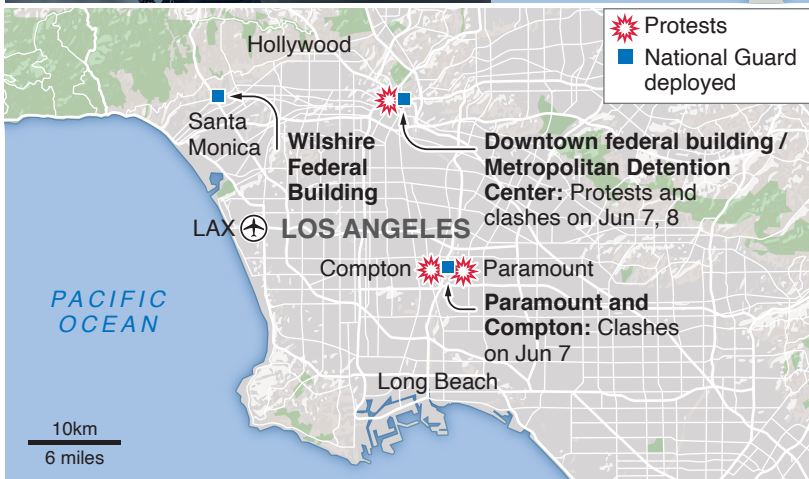 Protests
National Guard
deployed
Hollywood
Santa
Monica
Wilshire
Federal
Building
Downtown federal building /
Metropolitan Detention
Center: Protests and
clashes on Jun 7, 8
LAX
LOS ANGELES
Compton
Paramount
Paramount and
Compton: Clashes
on Jun 7
PACIFIC
OCEAN
Long Beach
10km
6 miles